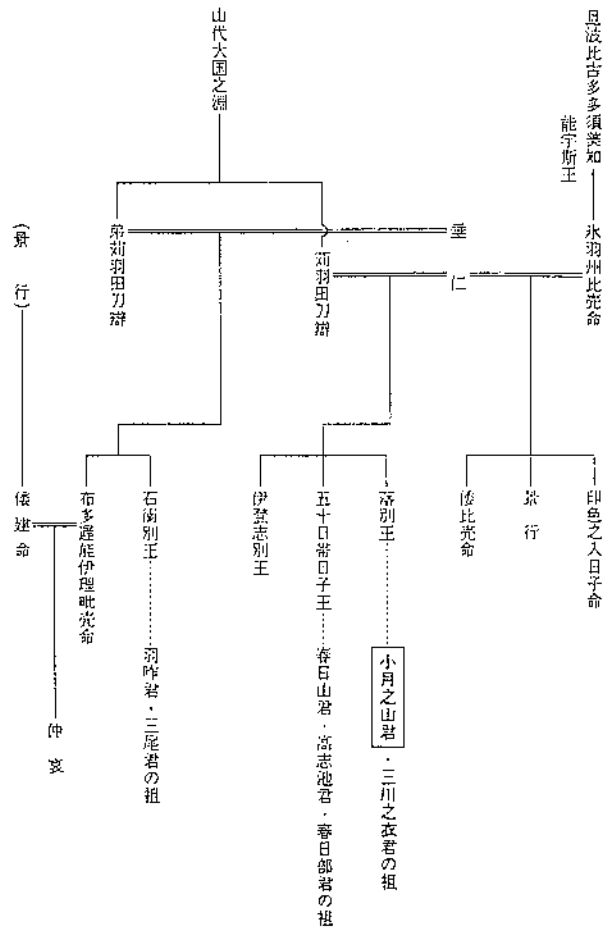 旦波比古多多須美知
能宇斯王
氷羽州比売命
山代大国之淵
垂仁
苅羽田刀辯
弟苅羽田刀辯
(景行)
印色之入日子命
景行
倭比売命
落別王
小月之山君・三川之衣君の祖
五十日帯日子王
春日山君・高志池君・春日部君の祖
伊登志別王
石衝別王
羽咋君・三尾君の祖
布多遅能伊理毗売命
倭建命
仲哀